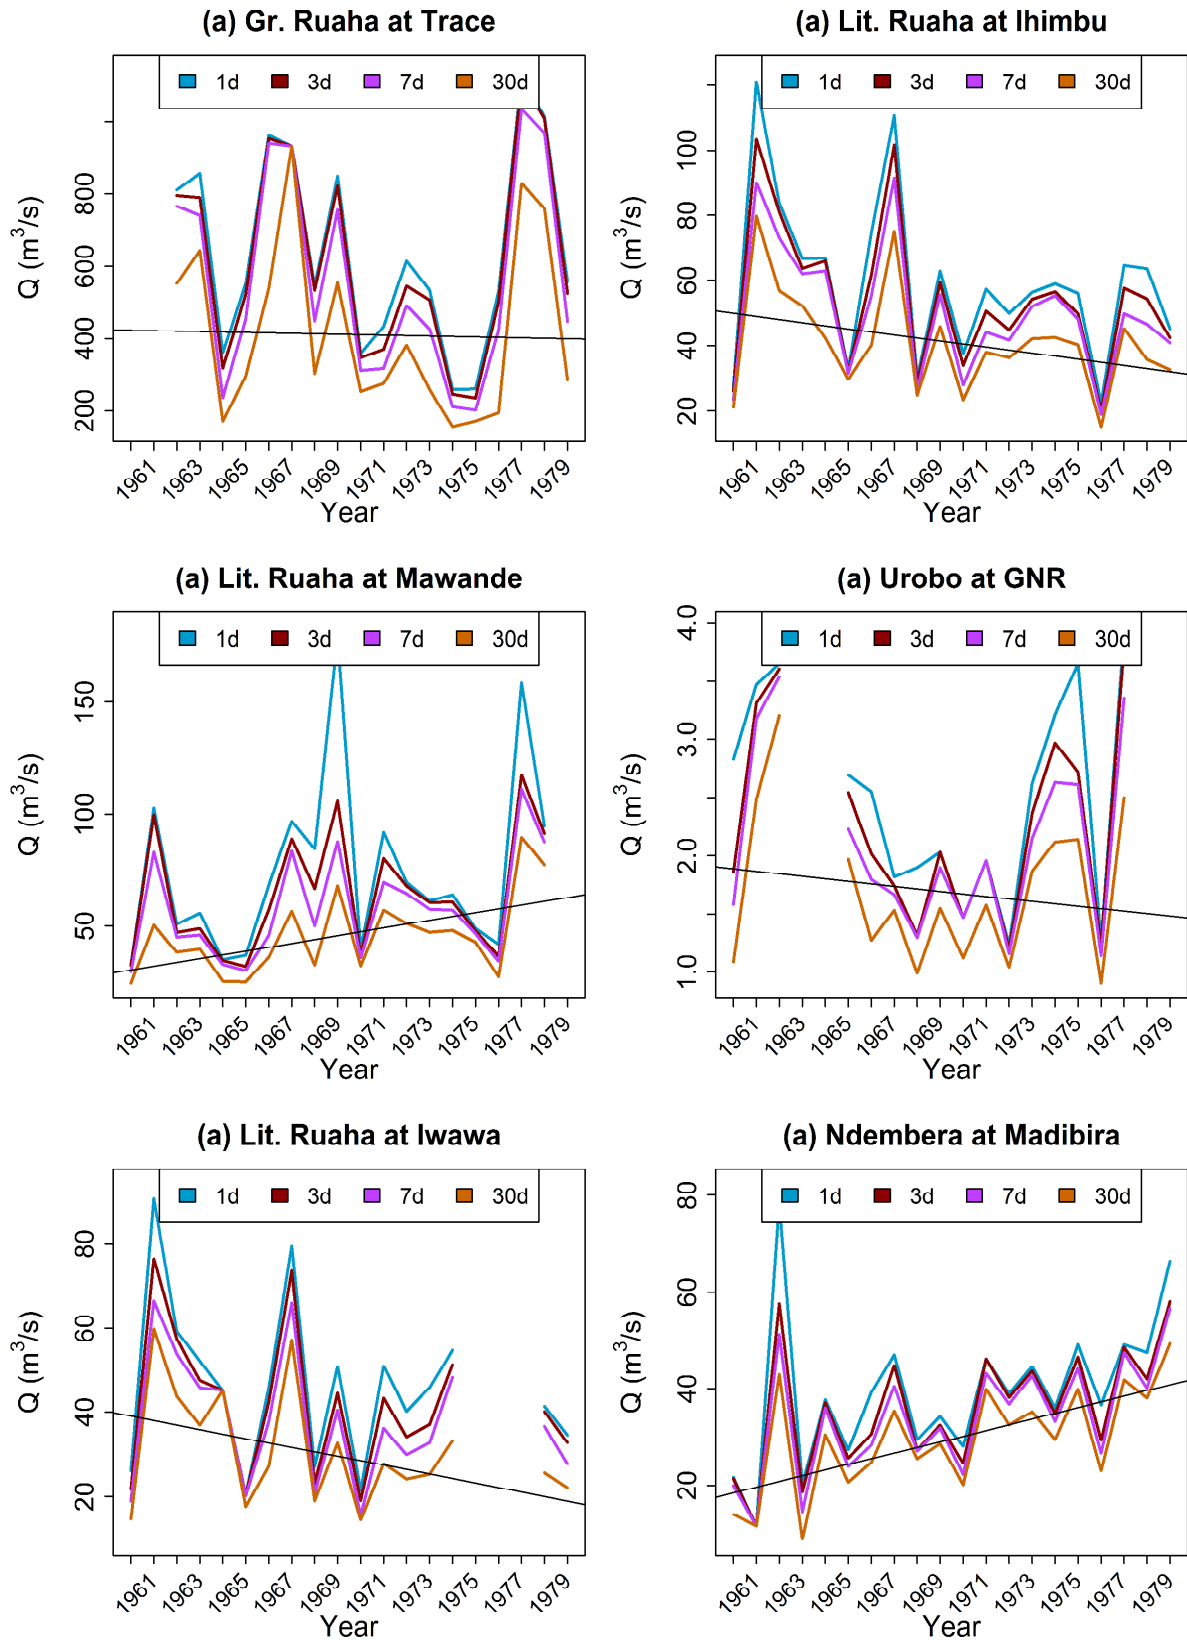 (a) Gr. Ruaha at Trace
1d 3d 7d 30d
Q (m³/s)
200 400 600 800
1961 1963 1965 1967 1969 1971 1973 1975 1977 1979
Year
(a) Lit. Ruaha at Ihimbu
1d 3d 7d 30d
Q (m³/s)
20 40 60 80 100
1961 1963 1965 1967 1969 1971 1973 1975 1977 1979
Year
(a) Lit. Ruaha at Mawande
1d 3d 7d 30d
Q (m³/s)
50 100 150
1961 1963 1965 1967 1969 1971 1973 1975 1977 1979
Year
(a) Urobo at GNR
1d 3d 7d 30d
Q (m³/s)
1.0 2.0 3.0 4.0
1961 1963 1965 1967 1969 1971 1973 1975 1977 1979
Year
(a) Lit. Ruaha at Iwawa
1d 3d 7d 30d
Q (m³/s)
20 40 60 80
1961 1963 1965 1967 1969 1971 1973 1975 1977 1979
Year
(a) Ndembera at Madibira
1d 3d 7d 30d
Q (m³/s)
20 40 60 80
1961 1963 1965 1967 1969 1971 1973 1975 1977 1979
Year